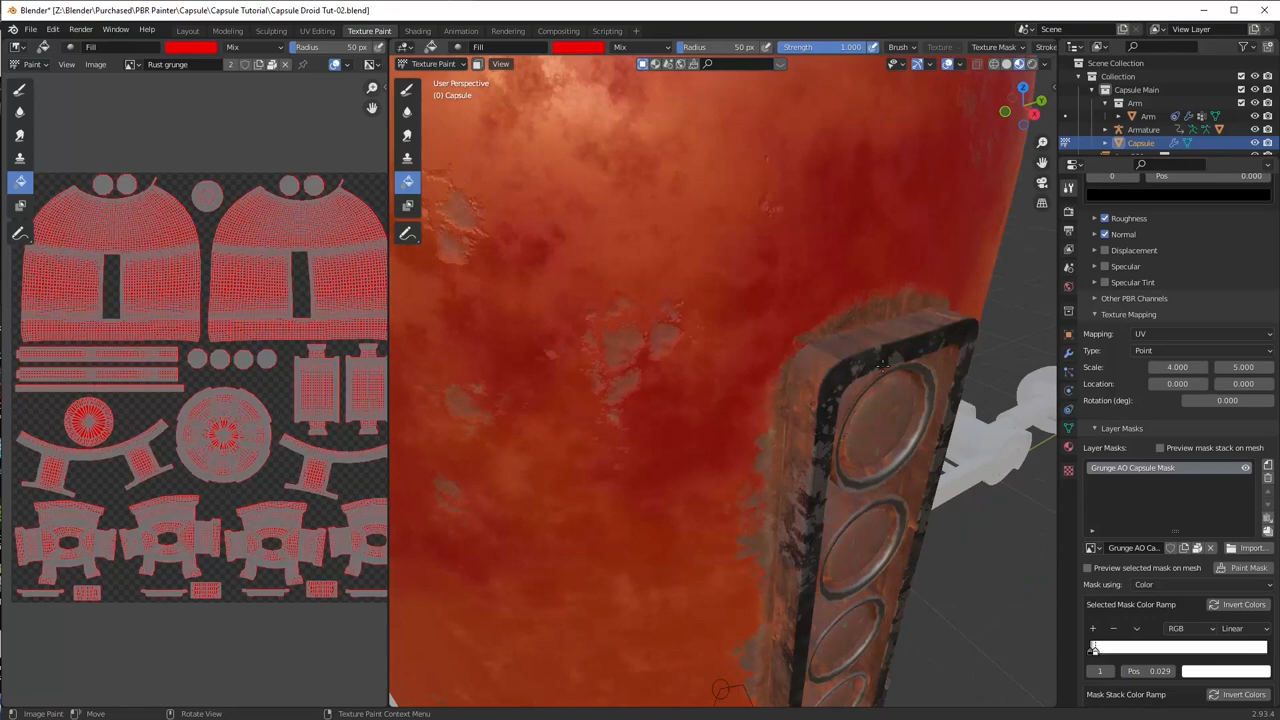 Blender* [Z:\Blender\Purchased\PBR Painter\Capsule\Capsule Tutorial\Capsule Droid Tut-02.blend]
File Edit Render Window Help Layout Modeling Sculpting UV Editing Texture Paint Shading Animation Rendering Compositing Scripting + Scene View Layer
Fill Mix Radius 50 px Fill Mix Radius 50 px Strength 1.000 Brush Texture Texture Mask Stroke
Paint View Image Rust grunge 2 Texture Paint View
Scene Collection
Collection
Capsule Main
Arm
Arm
Armature
Capsule
User Perspective
(0) Capsule
0 Pos 0.000
Roughness
Normal
Displacement
Specular
Specular Tint
Other PBR Channels
Texture Mapping
Mapping: UV
Type: Point
Scale: 4.000 5.000
Location: 0.000 0.000
Rotation (deg): 0.000
Layer Masks
Layer Masks: Preview mask stack on mesh
Grunge AO Capsule Mask
Grunge AO Ca... Import...
Preview selected mask on mesh Paint Mask
Mask using: Color
Selected Mask Color Ramp Invert Colors
RGB Linear
1 Pos 0.029
Mask Stack Color Ramp Invert Colors
Image Paint Move Rotate View Texture Paint Context Menu 2.93.4